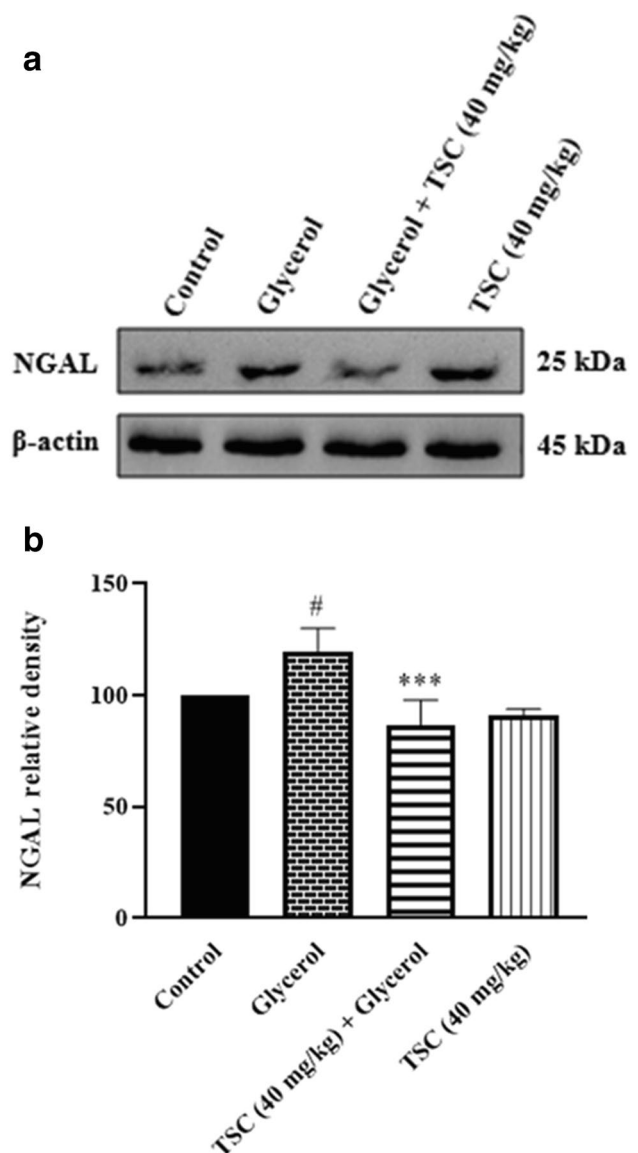 a
Control
Glycerol
Glycerol + TSC (40 mg/kg)
TSC (40 mg/kg)
NGAL
25 kDa
β-actin
45 kDa
b
NGAL relative density
150
100
50
0
#
***
Control
Glycerol
TSC (40 mg/kg) + Glycerol
TSC (40 mg/kg)